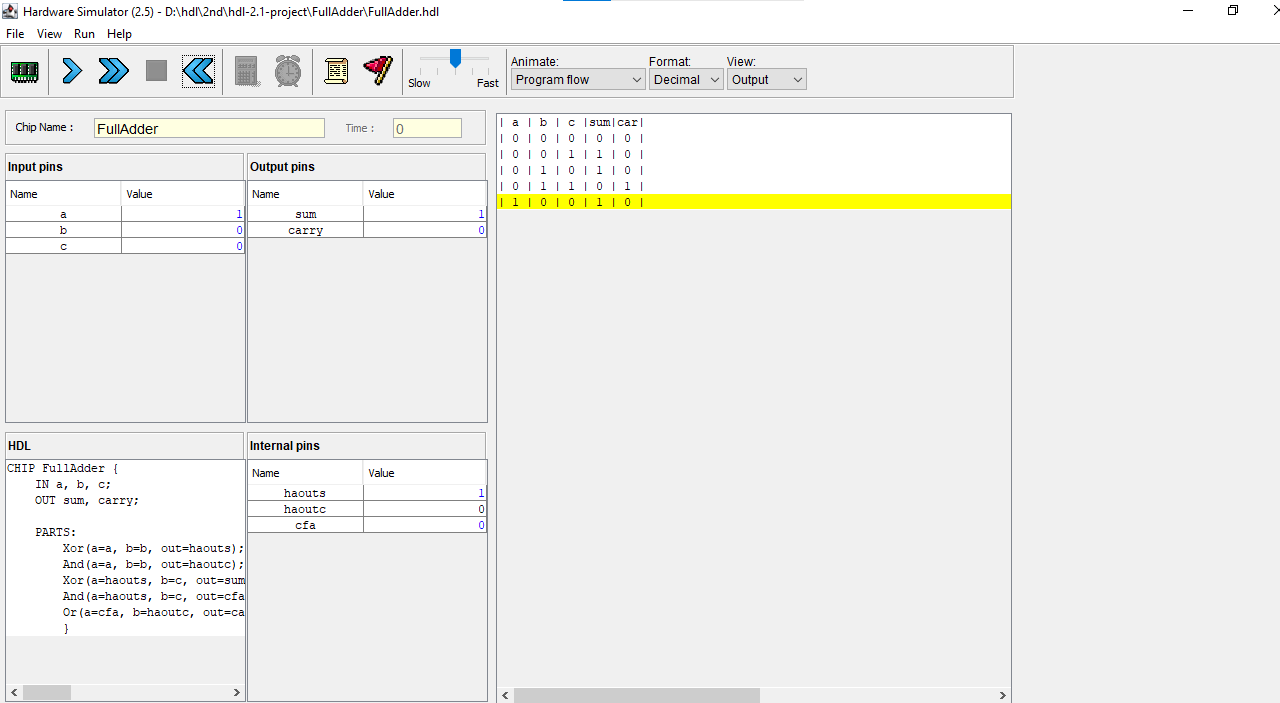 Hardware Simulator (2.5) - D:\hdl\2nd\hdl-2.1-project\FullAdder\FullAdder.hdl
File View Run Help
Slow Fast
Animate: Format: View:
Program flow Decimal Output
Chip Name : FullAdder Time : 0
Input pins
Name Value
a 1
b 0
c 0
Output pins
Name Value
sum 1
carry 0
HDL
CHIP FullAdder {
IN a, b, c;
OUT sum, carry;
PARTS:
Xor(a=a, b=b, out=haouts);
And(a=a, b=b, out=haoutc);
Xor(a=haouts, b=c, out=sum
And(a=haouts, b=c, out=cfa
Or(a=cfa, b=haoutc, out=ca
}
Internal pins
Name Value
haouts 1
haoutc 0
cfa 0
| a | b | c |sum|car|
| 0 | 0 | 0 | 0 | 0 |
| 0 | 0 | 1 | 1 | 0 |
| 0 | 1 | 0 | 1 | 0 |
| 0 | 1 | 1 | 0 | 1 |
| 1 | 0 | 0 | 1 | 0 |